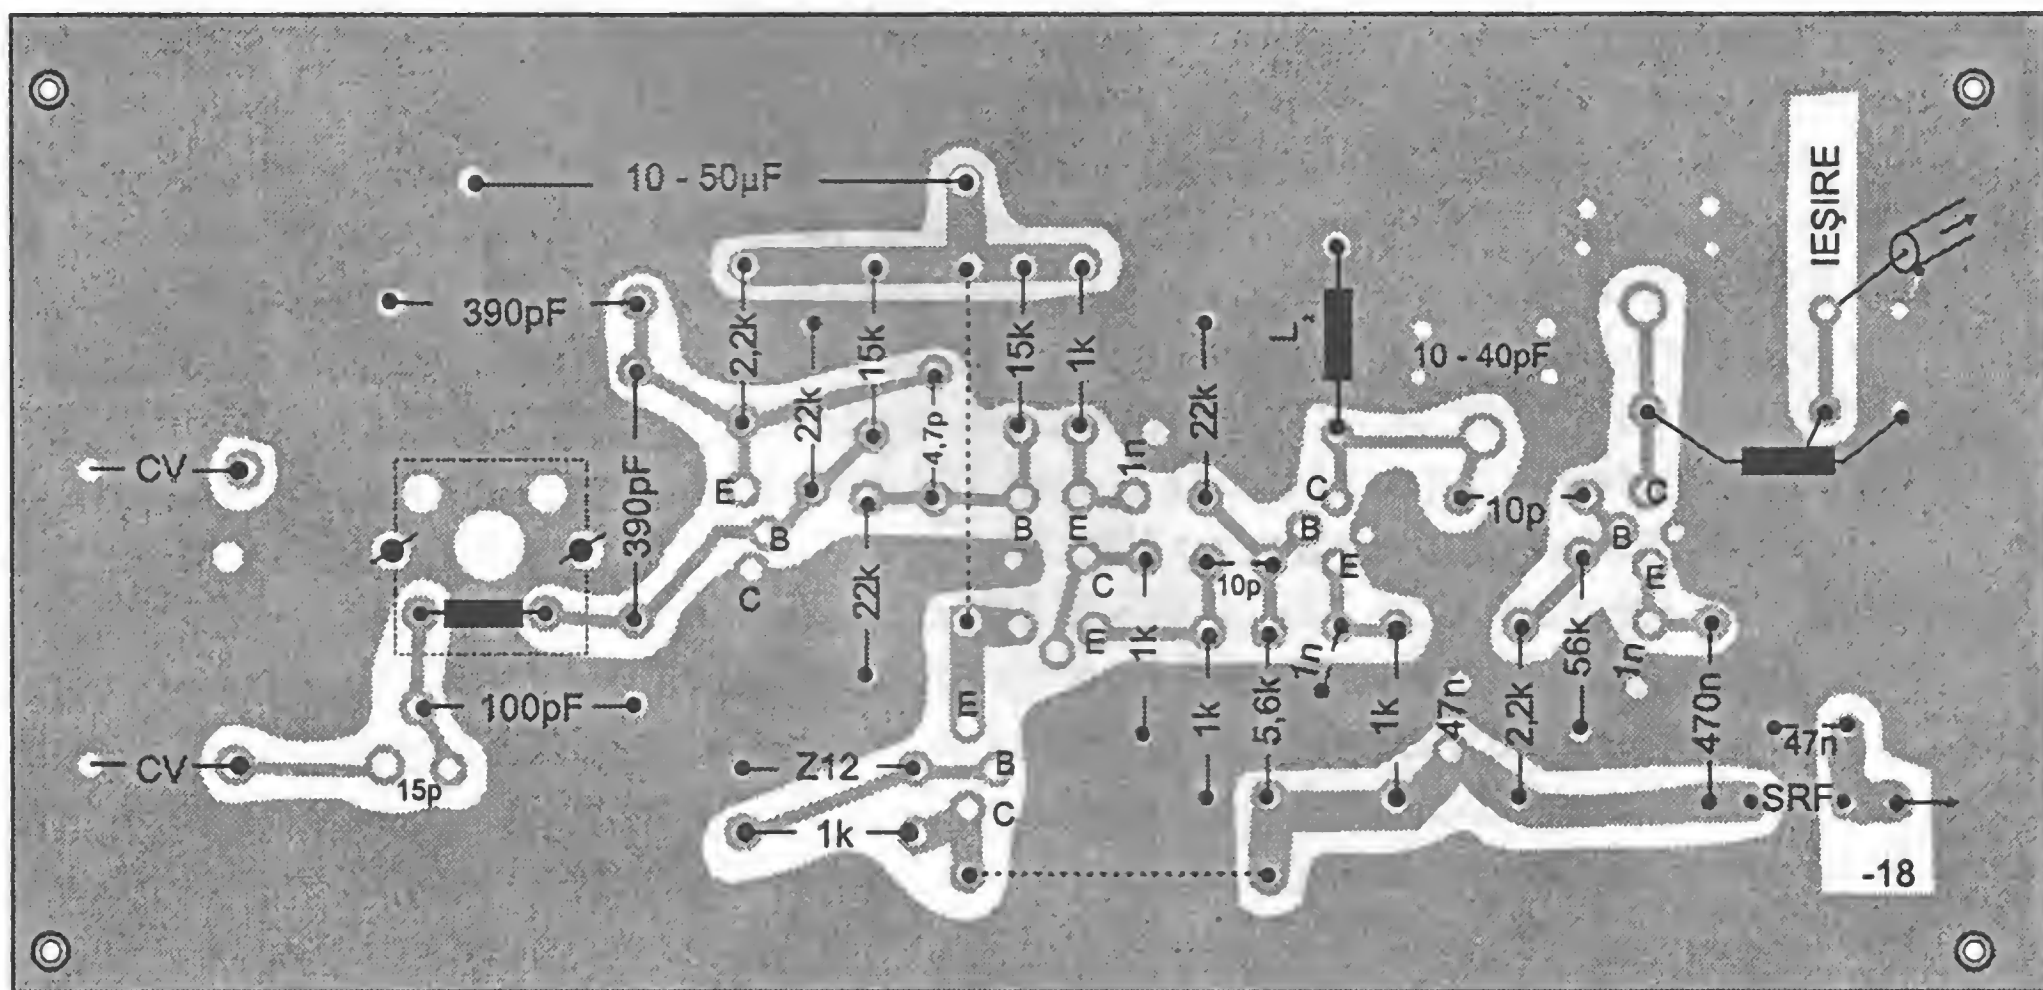 10 - 50µF
IEŞIRE
390pF
2,2k
15k
15k
1k
22k
22k
Lx
10 - 40pF
4,7p
1n
CV
390pF
E
B
C
22k
B
E
C
10p
B
C
E
10p
C
B
E
E
1k
1n
56k
1n
100pF
E
1k
5,6k
1k
47n
2,2k
470n
47n
CV
15p
Z12
B
C
SRF
1k
-18